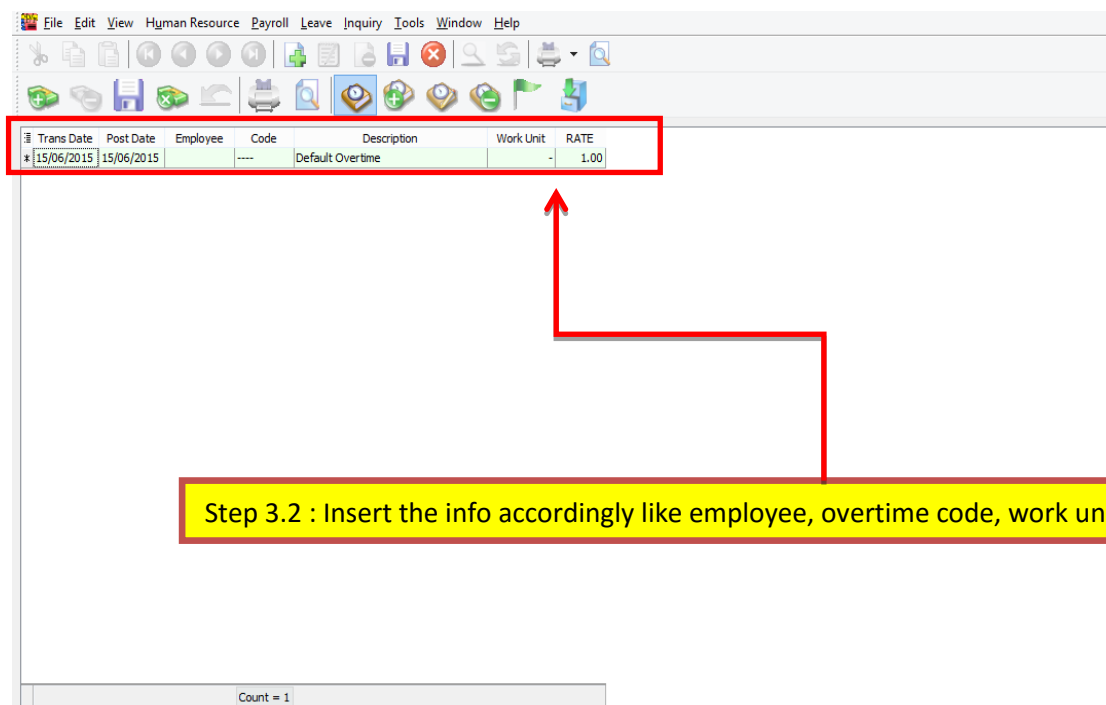 File Edit View Human Resource Payroll Leave Inquiry Tools Window Help
Trans Date Post Date Employee Code Description Work Unit RATE
15/06/2015 15/06/2015 ---- Default Overtime - 1.00
Step 3.2 : Insert the info accordingly like employee, overtime code, work un
Count = 1